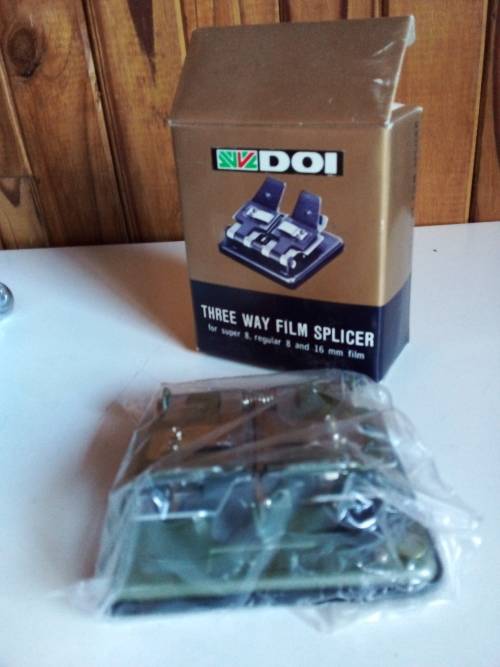 DOI
THREE WAY FILM SPLICER
for super 8, regular 8 and 16 mm film